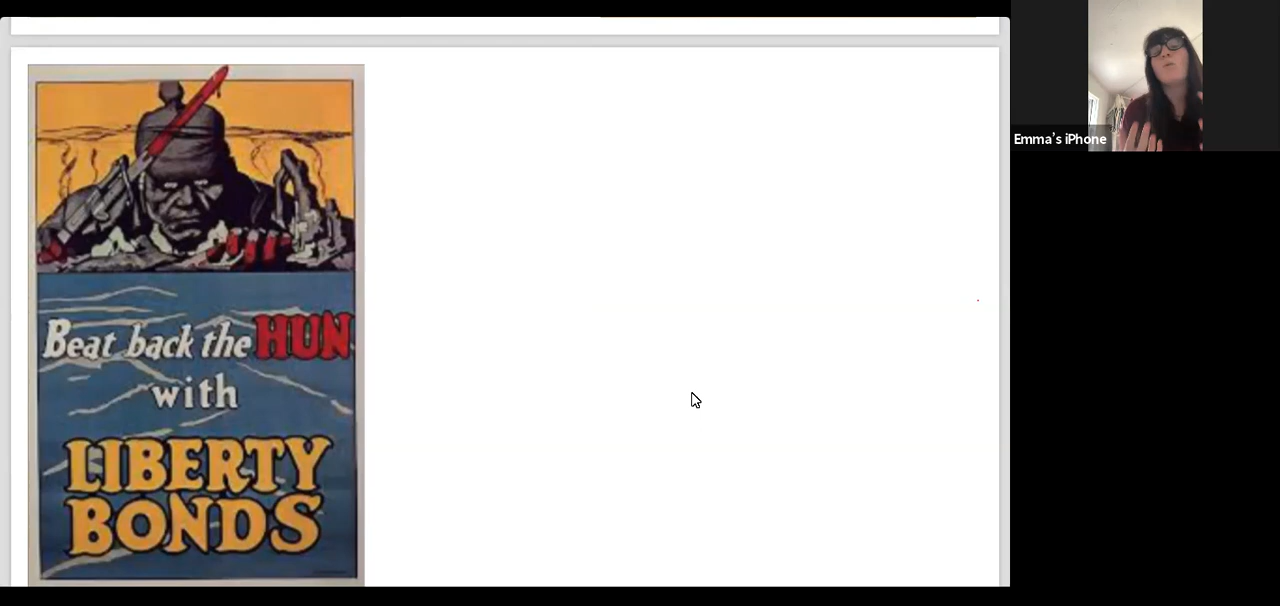 Beat back the HUN
with
LIBERTY
BONDS
Emma's iPhone